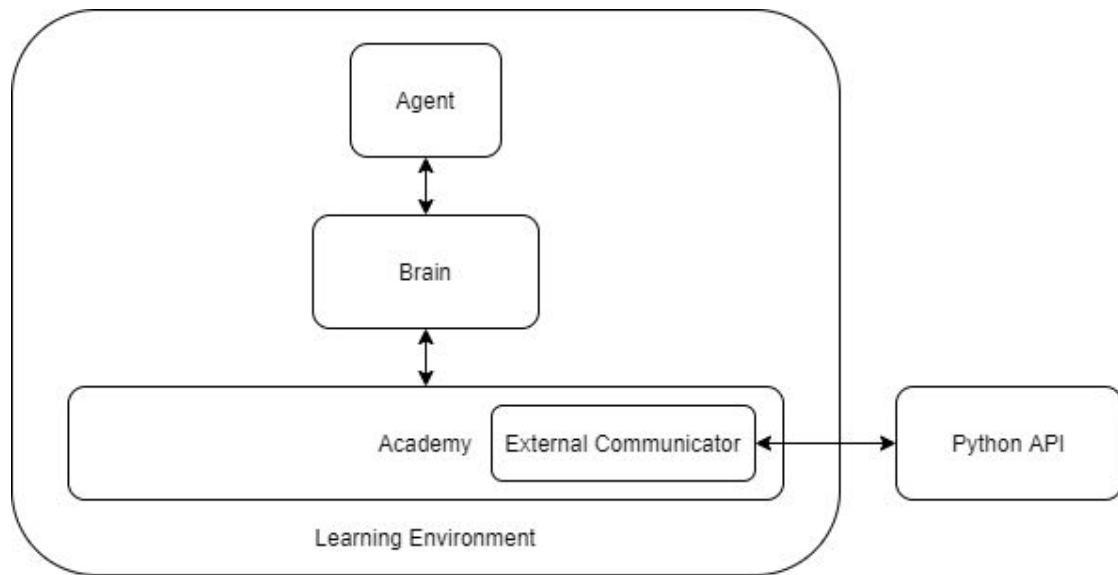 Agent
Brain
Academy
External Communicator
Python API
Learning Environment